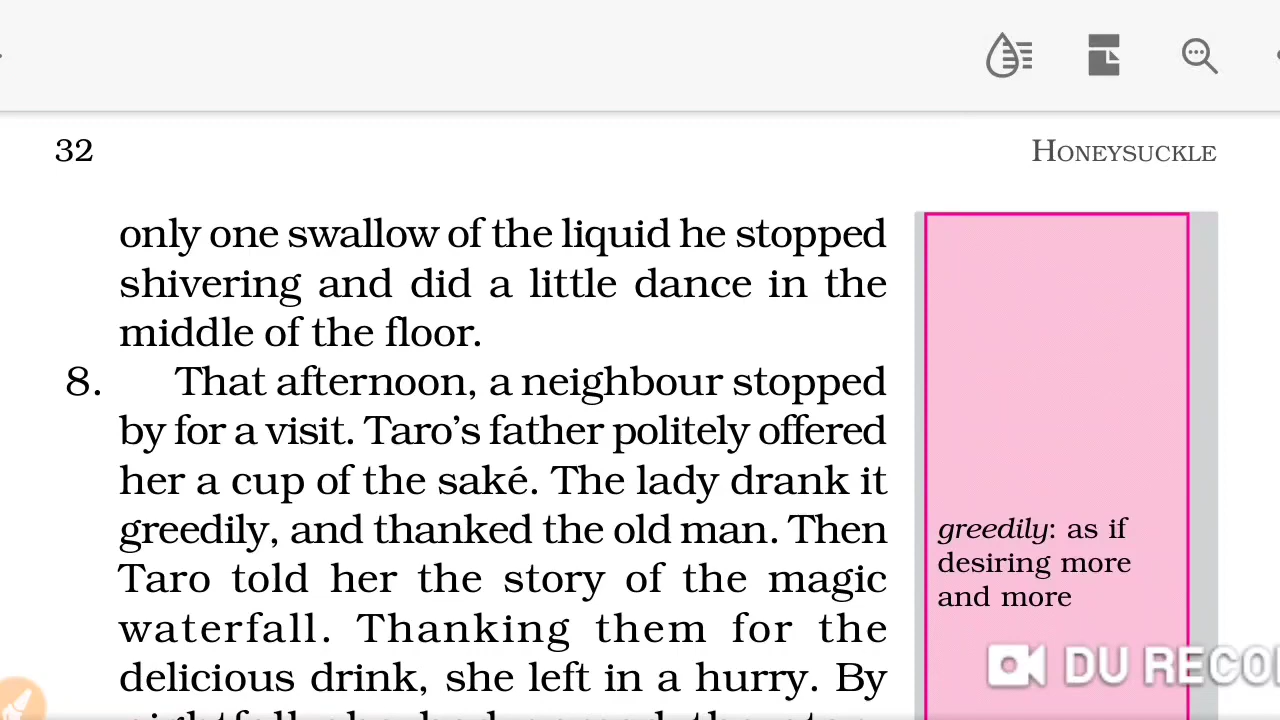 32
HONEYSUCKLE
only one swallow of the liquid he stopped
shivering and did a little dance in the
middle of the floor.
8. That afternoon, a neighbour stopped
by for a visit. Taro’s father politely offered
her a cup of the saké. The lady drank it
greedily, and thanked the old man. Then
Taro told her the story of the magic
waterfall. Thanking them for the
delicious drink, she left in a hurry. By
greedily: as if
desiring more
and more
DU RECO